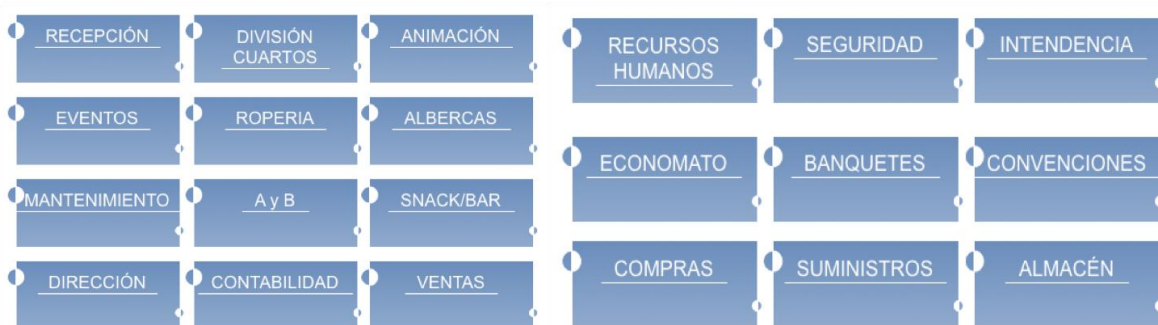 RECEPCIÓN
DIVISIÓN
CUARTOS
ANIMACIÓN
EVENTOS
ROPERIA
ALBERCAS
MANTENIMIENTO
A y B
SNACK/BAR
DIRECCIÓN
CONTABILIDAD
VENTAS
RECURSOS
HUMANOS
SEGURIDAD
INTENDENCIA
ECONOMATO
BANQUETES
CONVENCIONES
COMPRAS
SUMINISTROS
ALMACÉN